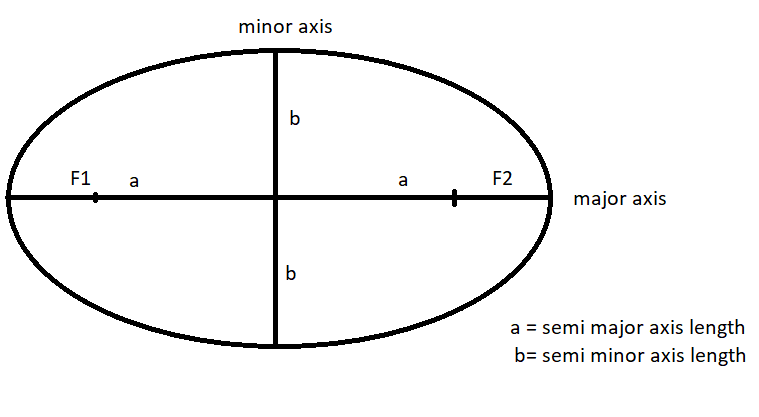 minor axis
b
F1 a a F2
major axis
b
a = semi major axis length
b= semi minor axis length